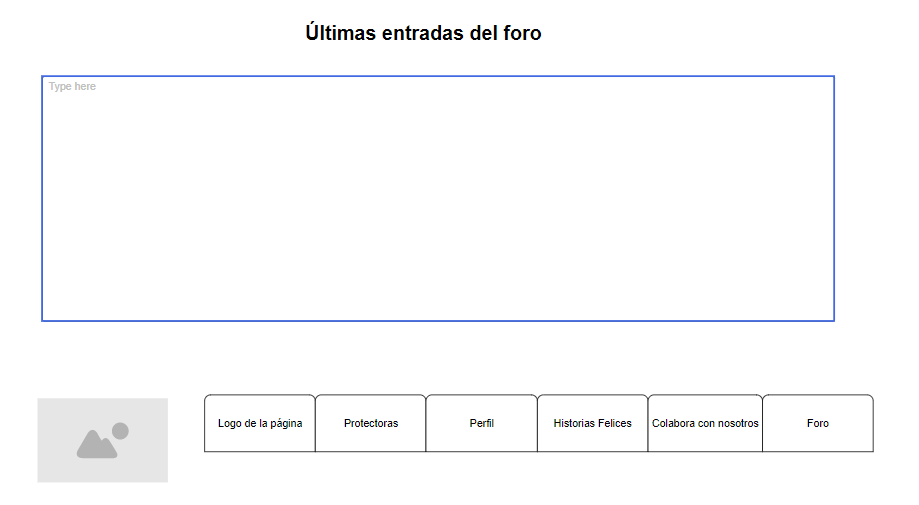 Últimas entradas del foro
Type here
Logo de la página
Protectoras
Perfil
Historias Felices
Colabora con nosotros
Foro